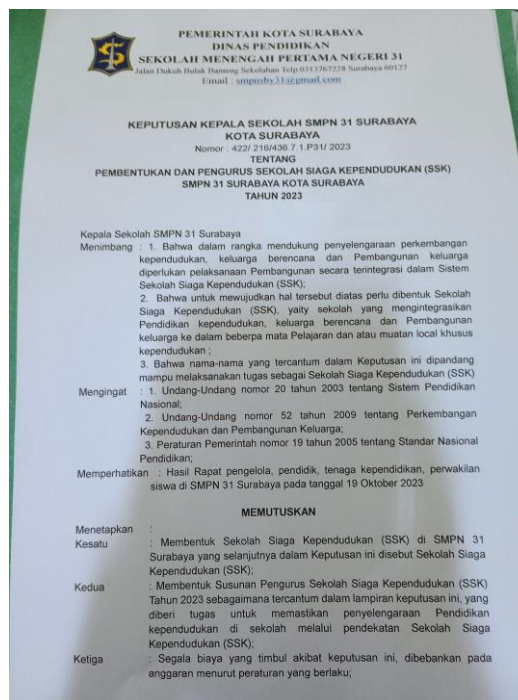 PEMERINTAH KOTA SURABAYA
DINAS PENDIDIKAN
SEKOLAH MENENGAH PERTAMA NEGERI 31
Jalan Dukuh Bulak Banteng Sekolahan Telp.0313767228 Surabaya 60127
Email : smpnsby31@gmail.com
KEPUTUSAN KEPALA SEKOLAH SMPN 31 SURABAYA
KOTA SURABAYA
Nomor : 422/ 216/436.7.1.P31/ 2023
TENTANG
PEMBENTUKAN DAN PENGURUS SEKOLAH SIAGA KEPENDUDUKAN (SSK)
SMPN 31 SURABAYA KOTA SURABAYA
TAHUN 2023
Kepala Sekolah SMPN 31 Surabaya
Menimbang : 1. Bahwa dalam rangka mendukung penyelengaraan perkembangan
kependudukan, keluarga berencana dan Pembangunan keluarga
diperlukan pelaksanaan Pembangunan secara terintegrasi dalam Sistem
Sekolah Siaga Kependudukan (SSK);
2. Bahwa untuk mewujudkan hal tersebut diatas perlu dibentuk Sekolah
Siaga Kependudukan (SSK), yaity sekolah yang mengintegrasikan
Pendidikan kependudukan, keluarga berencana dan Pembangunan
keluarga ke dalam beberpa mata Pelajaran dan atau muatan local khusus
kependudukan ;
3. Bahwa nama-nama yang tercantum dalam Keputusan ini dipandang
mampu melaksanakan tugas sebagai Sekolah Siaga Kependudukan (SSK)
Mengingat : 1. Undang-Undang nomor 20 tahun 2003 tentang Sistem Pendidikan
Nasional;
2. Undang-Undang nomor 52 tahun 2009 tentang Perkembangan
Kependudukan dan Pembangunan Keluarga;
3. Peraturan Pemerintah nomor 19 tahun 2005 tentang Standar Nasional
Pendidikan;
Memperhatikan : Hasil Rapat pengelola, pendidik, tenaga kependidikan, perwakilan
siswa di SMPN 31 Surabaya pada tanggal 19 Oktober 2023
MEMUTUSKAN
Menetapkan :
Kesatu : Membentuk Sekolah Siaga Kependudukan (SSK) di SMPN 31
Surabaya yang selanjutnya dalam Keputusan ini disebut Sekolah Siaga
Kependudukan (SSK);
Kedua : Membentuk Susunan Pengurus Sekolah Siaga Kependudukan (SSK)
Tahun 2023 sebagaimana tercantum dalam lampiran keputusan ini, yang
diberi tugas untuk memastikan penyelengaraan Pendidikan
kependudukan di sekolah melalui pendekatan Sekolah Siaga
Kependudukan (SSK);
Ketiga : Segala biaya yang timbul akibat keputusan ini, dibebankan pada
anggaran menurut peraturan yang berlaku;